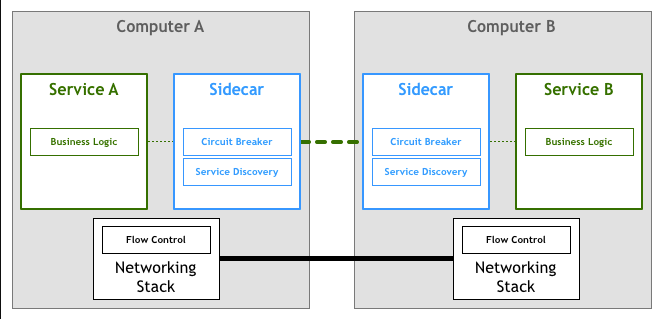 Computer A
Computer B
Service A
Sidecar
Sidecar
Service B
Business Logic
Circuit Breaker
Circuit Breaker
Business Logic
Service Discovery
Service Discovery
Flow Control
Flow Control
Networking
Stack
Networking
Stack